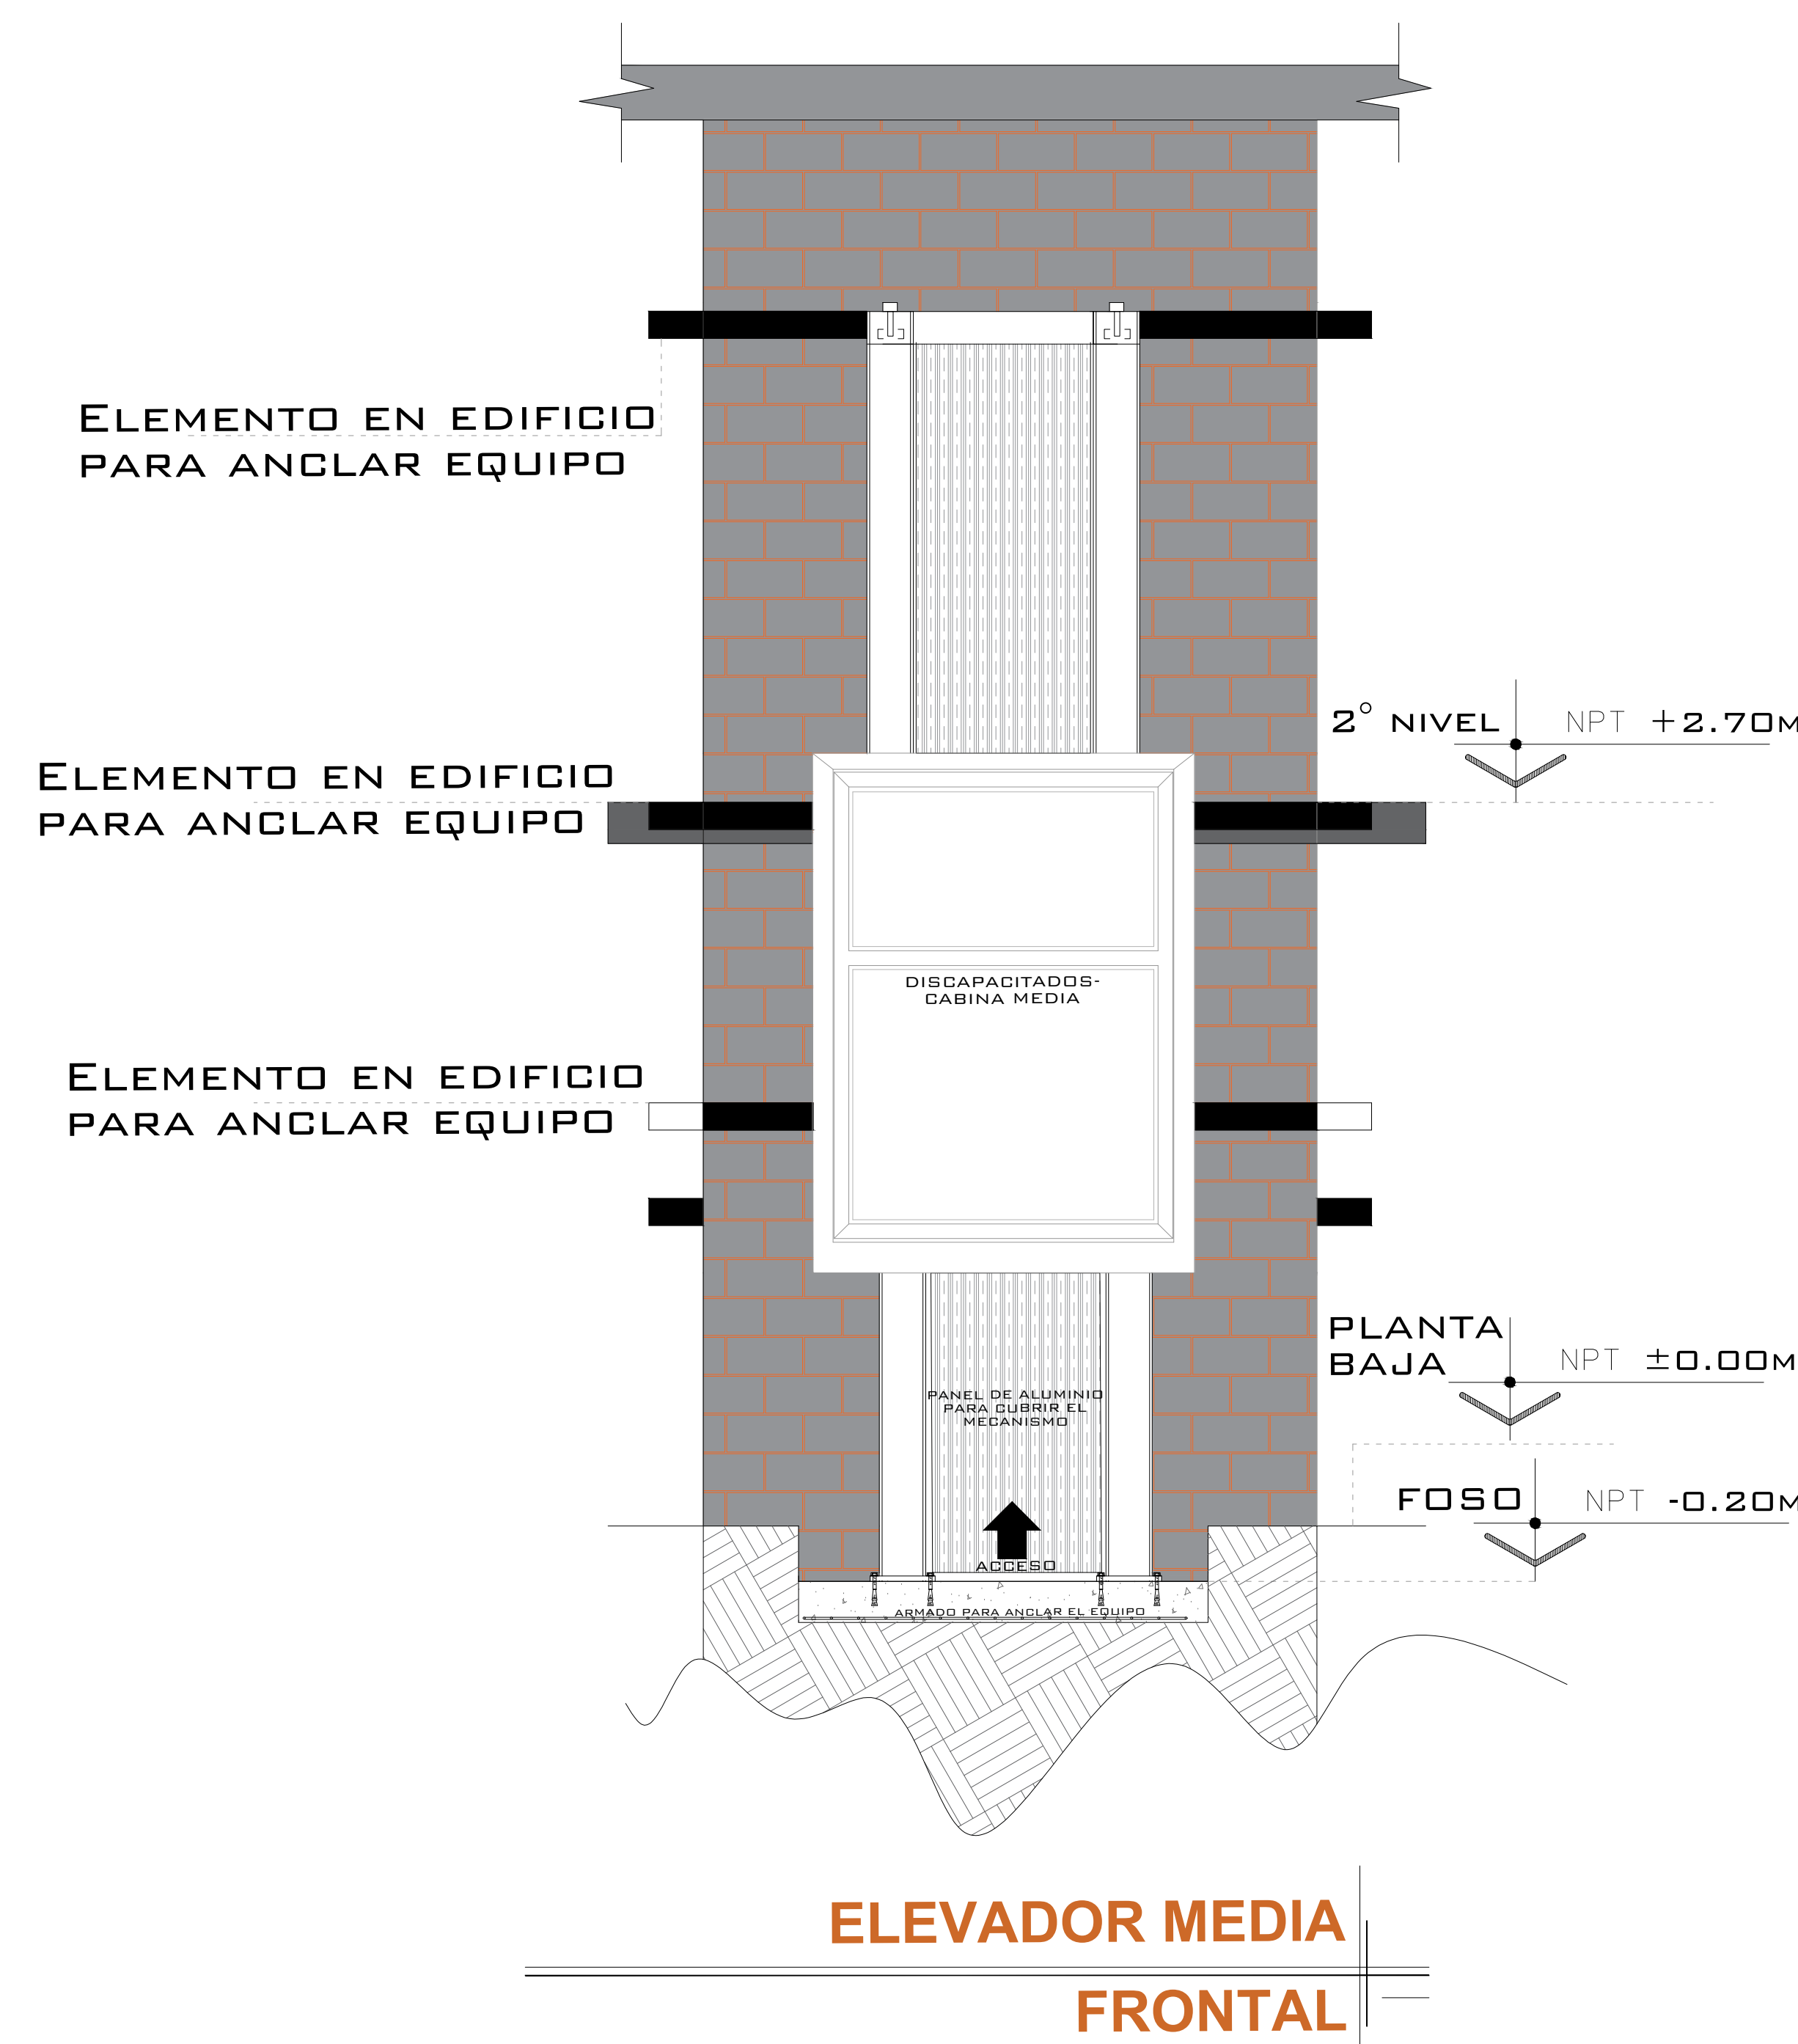 ELEMENTO EN EDIFICIO
PARA ANCLAR EQUIPO
2° NIVEL NPT +2.70M
ELEMENTO EN EDIFICIO
PARA ANCLAR EQUIPO
DISCAPACITADOS-
CABINA MEDIA
ELEMENTO EN EDIFICIO
PARA ANCLAR EQUIPO
PLANTA
BAJA NPT ±0.00M
PANEL DE ALUMINIO
PARA CUBRIR EL
MECANISMO
FOSO NPT -0.20M
ACCESO
ARMADO PARA ANCLAR EL EQUIPO
ELEVADOR MEDIA
FRONTAL